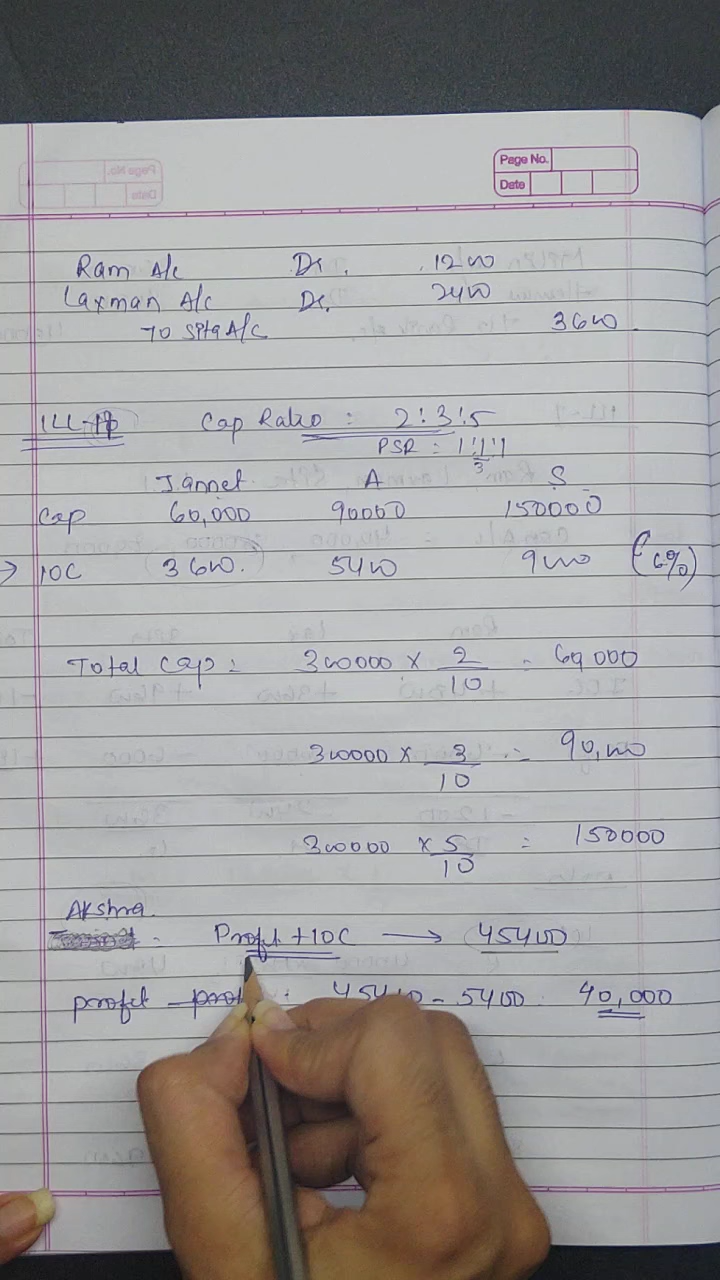 Page No.
Date
Ram A/c Dr. 1200
Laxman A/c Dr. 2400
To Sita A/c 3600
ILL-
Cap Ratio : 2:3:5
PSR = 1:1:1
3
Jannet A S
Cap 60,000 90000 150000
→ IOC 3600. 5400 9000 (6%)
Total Cap = 300000 × 2/10 = 60,000
300000 × 3/10 = 90,000
300000 × 5/10 = 150000
Akshra.
= Profit + IOC → 45400
profit = 45400 - 5400 40,000